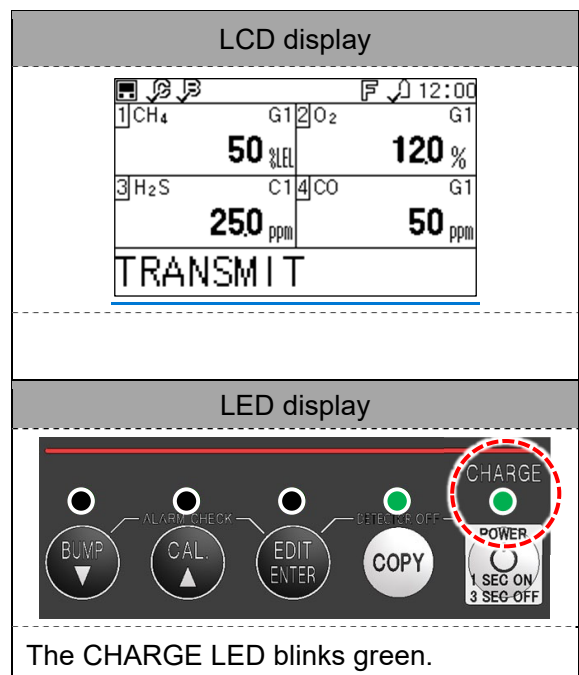 LCD display
F 12:00
1 CH₄ G1 2 O₂ G1
50 %LEL 12.0 %
3 H₂S C1 4 CO G1
25.0 ppm 50 ppm
TRANSMIT
LED display
CHARGE
ALARM CHECK DETECTOR OFF
BUMP CAL. EDIT ENTER COPY POWER
1 SEC ON
3 SEC OFF
The CHARGE LED blinks green.